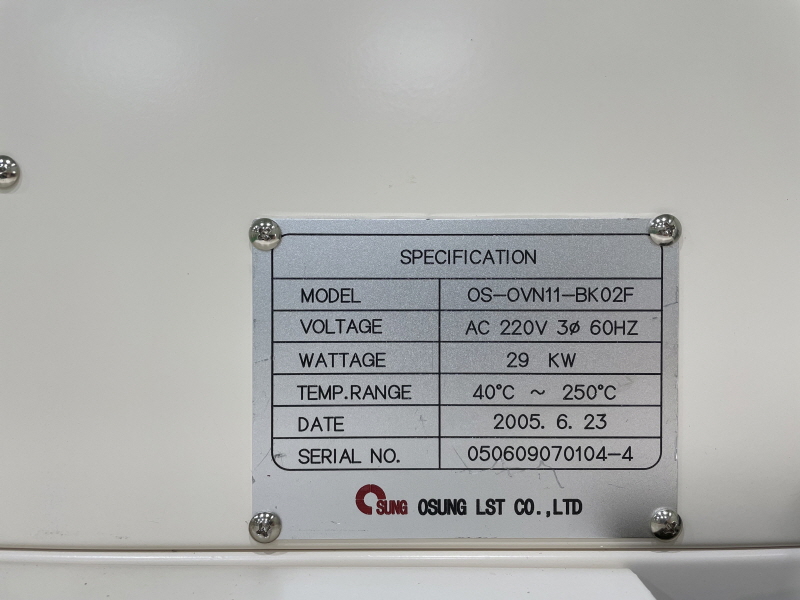 SPECIFICATION
MODEL OS-OVN11-BK02F
VOLTAGE AC 220V 3ø 60HZ
WATTAGE 29 KW
TEMP.RANGE 40°C ~ 250°C
DATE 2005. 6. 23
SERIAL NO. 050609070104-4
OSUNG OSUNG LST CO.,LTD